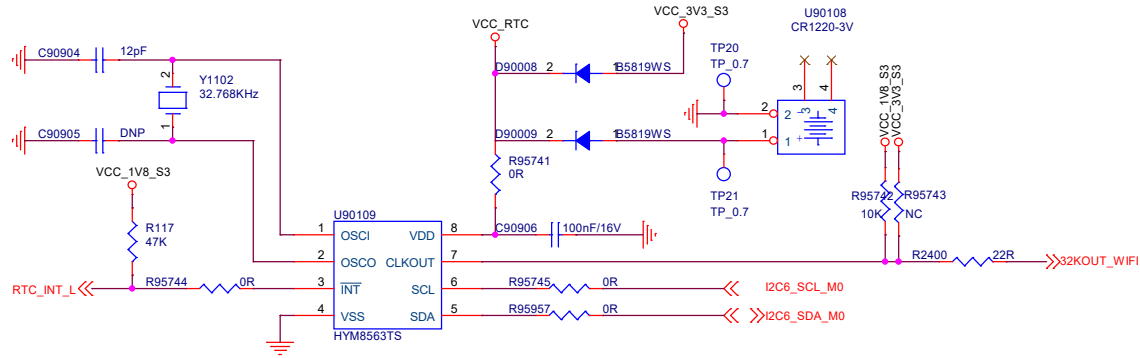 U90108
CR1220-3V
VCC_3V3_S3
VCC_RTC
C90904
12pF
D90008
2
1
B5819WS
TP20
TP_0.7
2
Y1102
32.768KHz
1
3
4
3
4
2
2
-
VCC_1V8_S3
VCC_3V3_S3
C90905
DNP
D90009
2
1
B5819WS
1
1
+
VCC_1V8_S3
R95741
0R
TP21
TP_0.7
R95742
10K
R95743
NC
R117
47K
U90109
C90906
100nF/16V
1
OSCI
VDD
8
2
OSCO
CLKOUT
7
R2400
22R
32KOUT_WIFI
RTC_INT_L
R95744
0R
3
INT
SCL
6
R95745
0R
I2C6_SCL_M0
4
VSS
SDA
5
R95957
0R
I2C6_SDA_M0
HYM8563TS